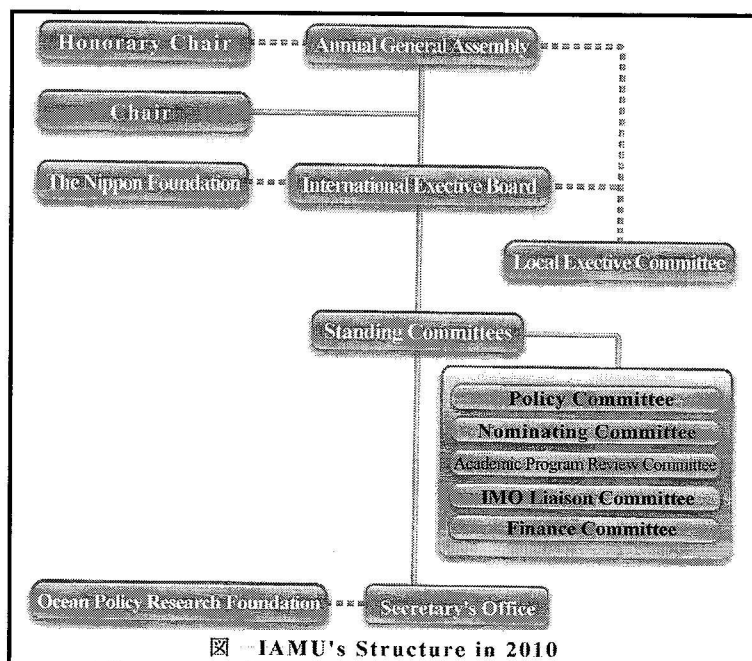 Honorary Chair
Annual General Assembly
Chair
The Nippon Foundation
International Exective Board
Local Exective Committee
Standing Committees
Policy Committee
Nominating Committee
Academic Program Review Committee
IMO Liaison Committee
Finance Committee
Ocean Policy Research Foundation
Secretary's Office
図 IAMU's Structure in 2010